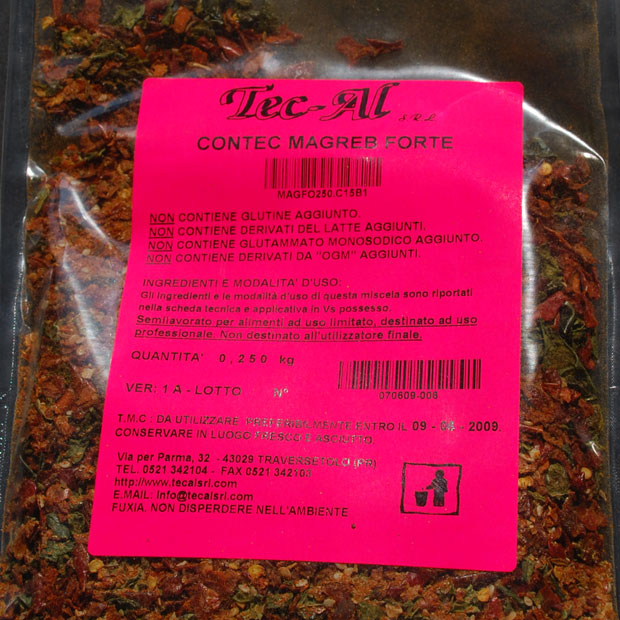 Tec-Al S.R.L.
CONTEC MAGREB FORTE
MAGFO250.C15B1
NON CONTIENE GLUTINE AGGIUNTO.
NON CONTIENE DERIVATI DEL LATTE AGGIUNTI.
NON CONTIENE GLUTAMMATO MONOSODICO AGGIUNTO.
NON CONTIENE DERIVATI DA "OGM" AGGIUNTI.
INGREDIENTI E MODALITA' D'USO:
Gli ingredienti e le modalità d'uso di questa miscela sono riportati
nella scheda tecnica e applicativa in Vs possesso.
Semilavorato per alimenti ad uso limitato, destinato ad uso
professionale. Non destinato all'utilizzatore finale.
QUANTITA' 0,250 kg
VER: 1 A - LOTTO N°
070809-008
T.M.C.: DA UTILIZZARE PREFERIBILMENTE ENTRO IL 09 - 2009.
CONSERVARE IN LUOGO FRESCO E ASCIUTTO.
Via per Parma, 32 - 43029 TRAVERSETOLO (PR)
TEL. 0521 342104 - FAX 0521 342103
http://www.tecalsrl.com
E.MAIL: info@tecalsrl.com
FUXIA. NON DISPERDERE NELL'AMBIENTE